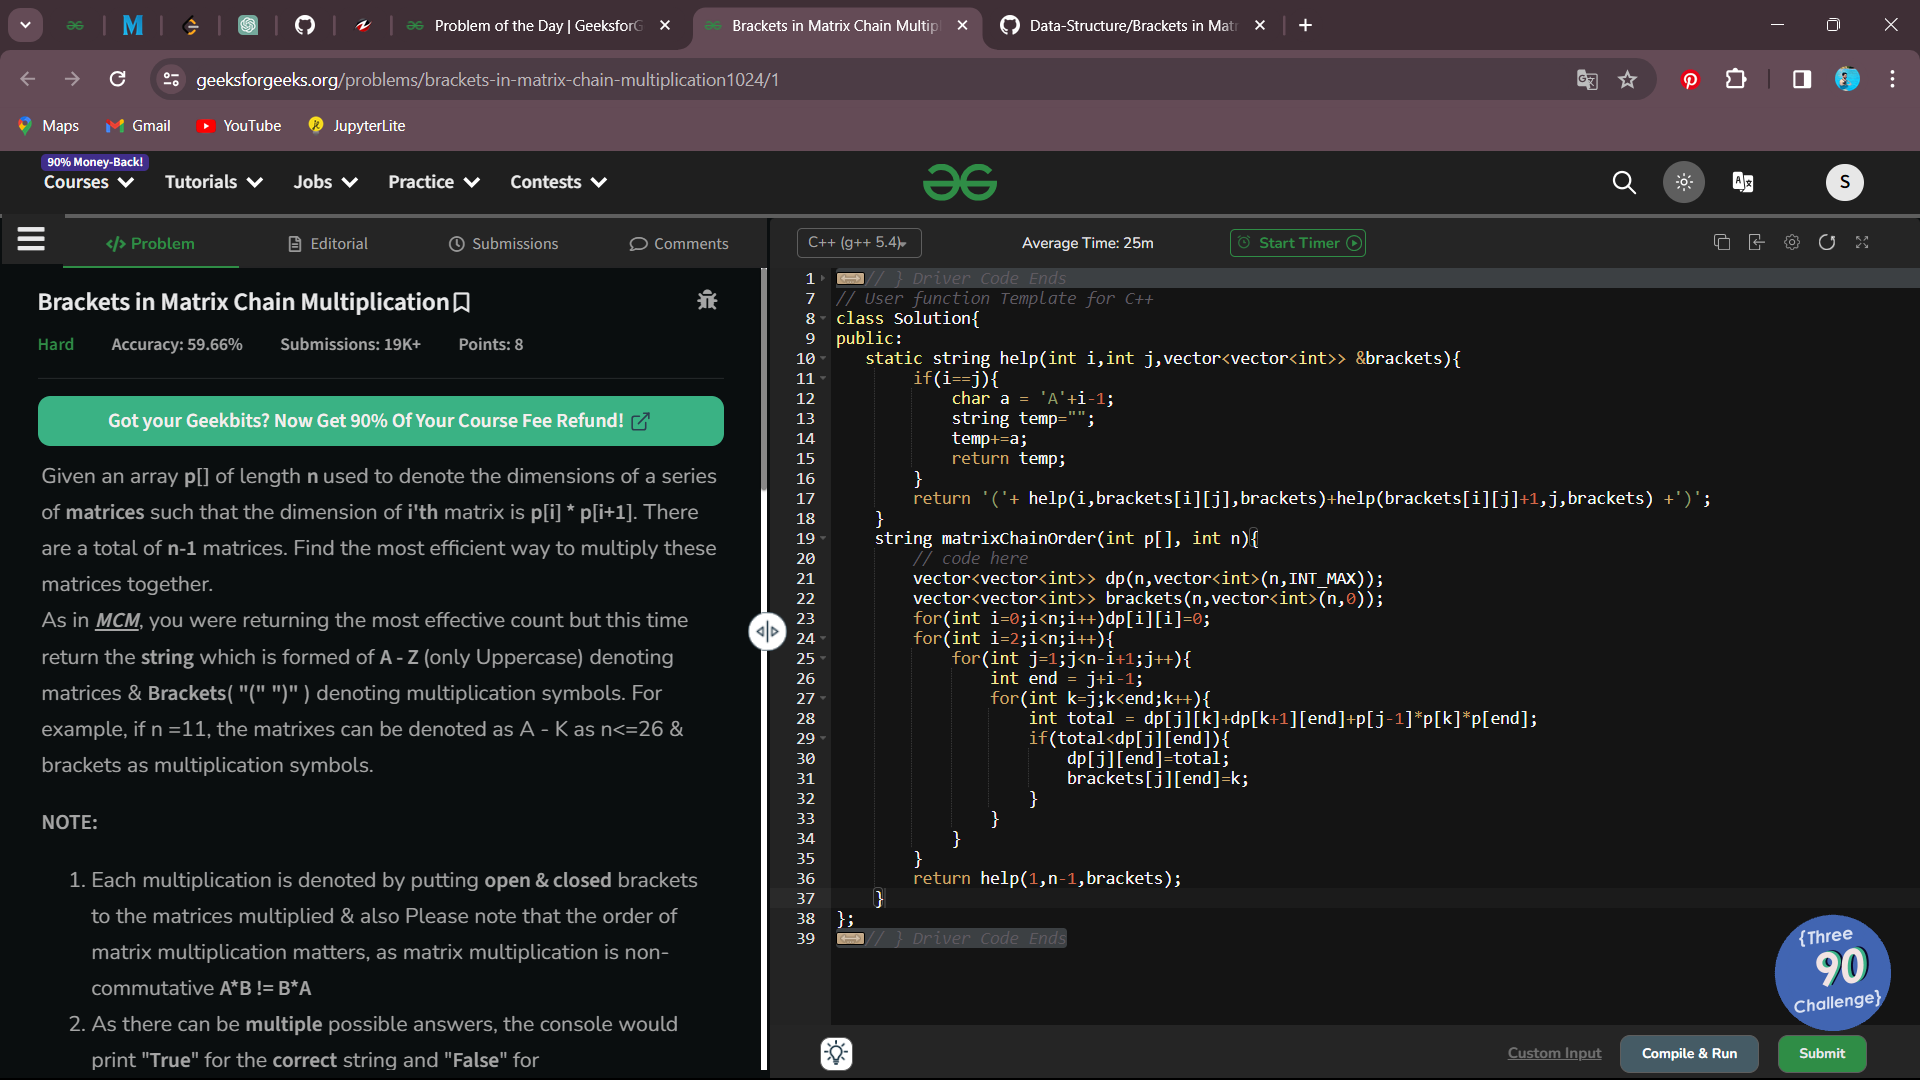 Problem of the Day | GeeksforG
Brackets in Matrix Chain Multipl
Data-Structure/Brackets in Matr
geeksforgeeks.org/problems/brackets-in-matrix-chain-multiplication1024/1
Maps
Gmail
YouTube
JupyterLite
90% Money-Back!
Courses
Tutorials
Jobs
Practice
Contests
S
</> Problem
Editorial
Submissions
Comments
C++ (g++ 5.4)
Average Time: 25m
Start Timer
Brackets in Matrix Chain Multiplication
Hard Accuracy: 59.66% Submissions: 19K+ Points: 8
Got your Geekbits? Now Get 90% Of Your Course Fee Refund!
Given an array p[] of length n used to denote the dimensions of a series
of matrices such that the dimension of i'th matrix is p[i] * p[i+1]. There
are a total of n-1 matrices. Find the most efficient way to multiply these
matrices together.
As in MCM, you were returning the most effective count but this time
return the string which is formed of A - Z (only Uppercase) denoting
matrices & Brackets( "(" ")" ) denoting multiplication symbols. For
example, if n =11, the matrixes can be denoted as A - K as n<=26 &
brackets as multiplication symbols.
NOTE:
1. Each multiplication is denoted by putting open & closed brackets
to the matrices multiplied & also Please note that the order of
matrix multiplication matters, as matrix multiplication is non-
commutative A*B != B*A
2. As there can be multiple possible answers, the console would
print "True" for the correct string and "False" for
1 // } Driver Code Ends
7 // User function Template for C++
8 class Solution{
9 public:
10 static string help(int i,int j,vector<vector<int>> &brackets){
11 if(i==j){
12 char a = 'A'+i-1;
13 string temp="";
14 temp+=a;
15 return temp;
16 }
17 return '('+ help(i,brackets[i][j],brackets)+help(brackets[i][j]+1,j,brackets) +')';
18 }
19 string matrixChainOrder(int p[], int n){
20 // code here
21 vector<vector<int>> dp(n,vector<int>(n,INT_MAX));
22 vector<vector<int>> brackets(n,vector<int>(n,0));
23 for(int i=0;i<n;i++)dp[i][i]=0;
24 for(int i=2;i<n;i++){
25 for(int j=1;j<n-i+1;j++){
26 int end = j+i-1;
27 for(int k=j;k<end;k++){
28 int total = dp[j][k]+dp[k+1][end]+p[j-1]*p[k]*p[end];
29 if(total<dp[j][end]){
30 dp[j][end]=total;
31 brackets[j][end]=k;
32 }
33 }
34 }
35 }
36 return help(1,n-1,brackets);
37 }
38 };
39 // } Driver Code Ends
{Three
90
Challenge}
Custom Input
Compile & Run
Submit